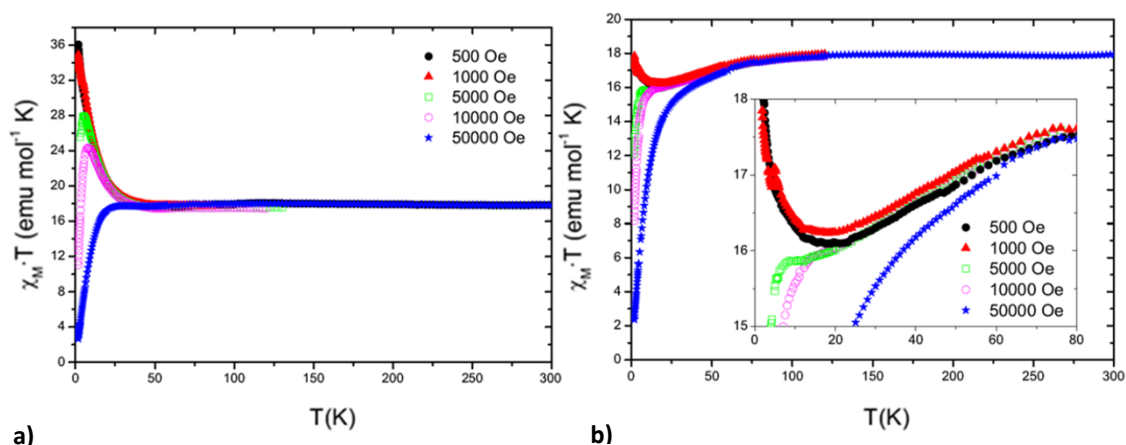 36
32
28
24
20
16
12
8
4
0
χM·T (emu mol-1 K)
500 Oe
1000 Oe
5000 Oe
10000 Oe
50000 Oe
0 50 100 150 200 250 300
T(K)
a)
20
18
16
14
12
10
8
6
4
2
0
χM·T (emu mol-1 K)
18
17
16
15
0 20 40 60 80
500 Oe
1000 Oe
5000 Oe
10000 Oe
50000 Oe
0 50 100 150 200 250 300
T(K)
b)